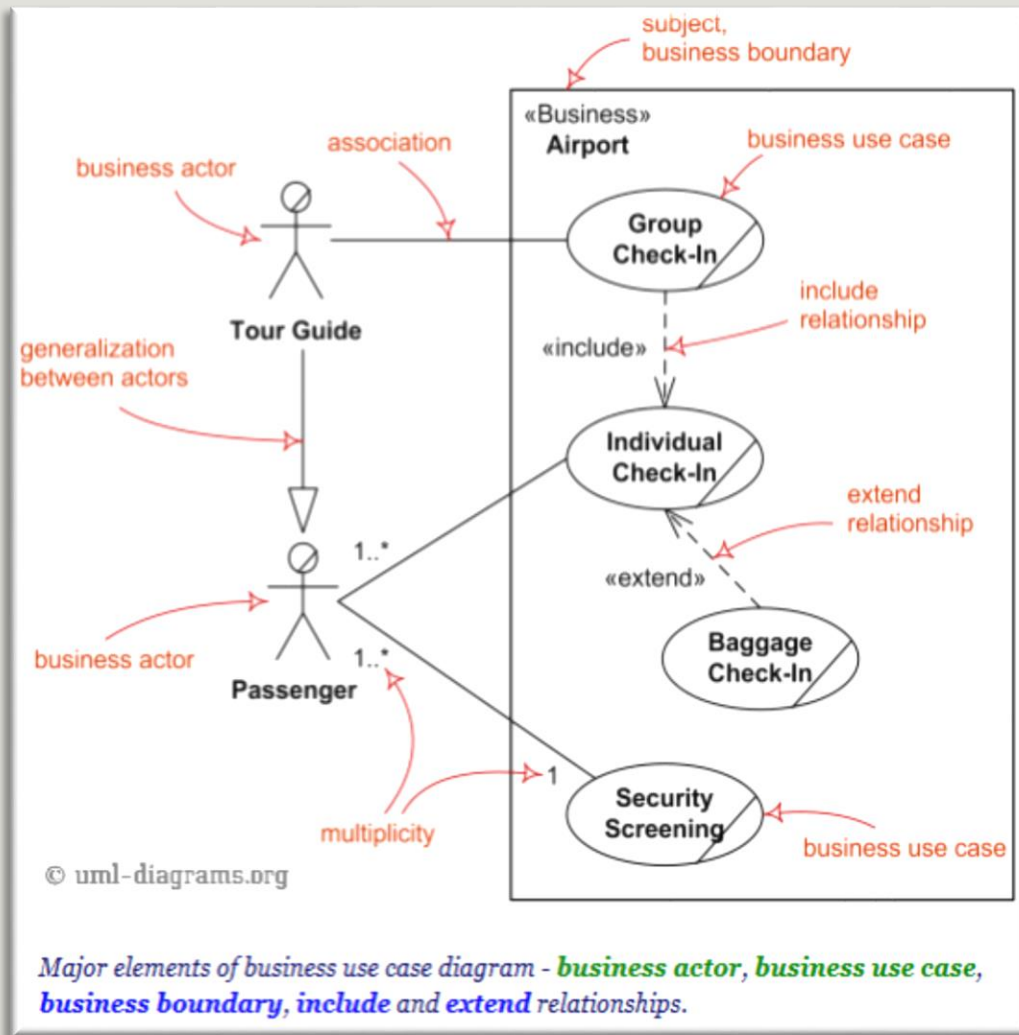 subject,
business boundary
«Business»
Airport
business use case
association
business actor
Group
Check-In
include
relationship
Tour Guide
«include»
generalization
between actors
Individual
Check-In
extend
relationship
1..*
«extend»
business actor
1..*
Passenger
Baggage
Check-In
1
multiplicity
Security
Screening
business use case
© uml-diagrams.org
Major elements of business use case diagram - business actor, business use case,
business boundary, include and extend relationships.